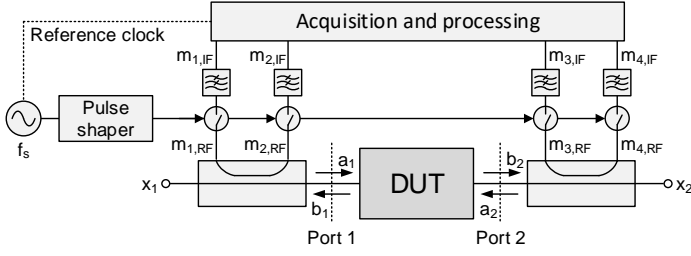 Acquisition and processing
Reference clock
m1,IF m2,IF m3,IF m4,IF
Pulse shaper
fs
m1,RF m2,RF m3,RF m4,RF
a1 b2
x1 DUT x2
b1 a2
Port 1 Port 2